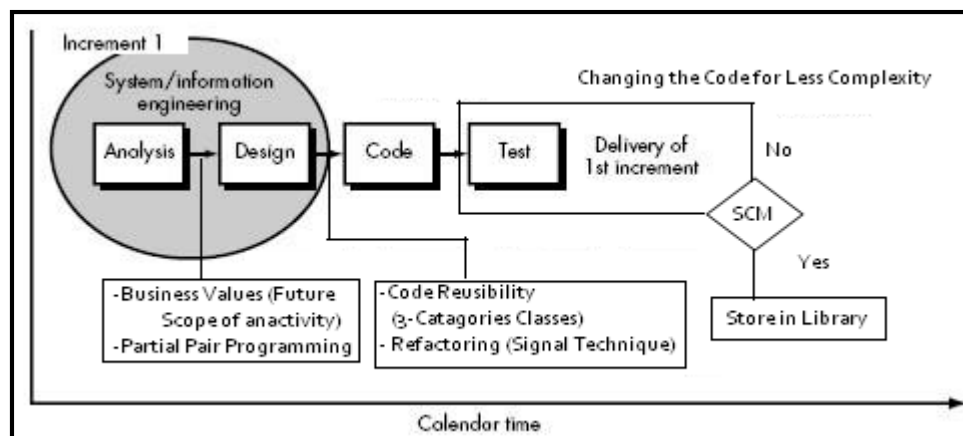 Increment 1
System/information
engineering
Changing the Code for Less Complexity
Analysis
Design
Code
Test
Delivery of
1st increment
No
SCM
Yes
-Business Values (Future
Scope of anactivity)
-Partial Pair Programming
-Code Reusibility
(3-Catagories Classes)
- Refactoring (Signal Technique)
Store in Library
Calendor time